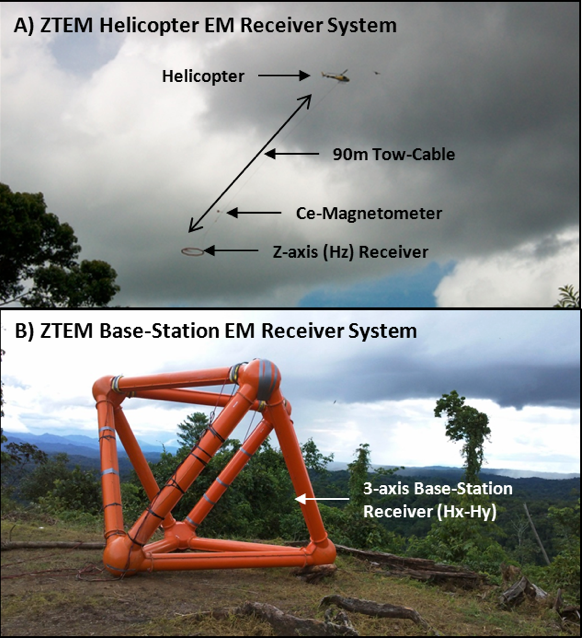 A) ZTEM Helicopter EM Receiver System
Helicopter
90m Tow-Cable
Ce-Magnetometer
Z-axis (Hz) Receiver
B) ZTEM Base-Station EM Receiver System
3-axis Base-Station
Receiver (Hx-Hy)